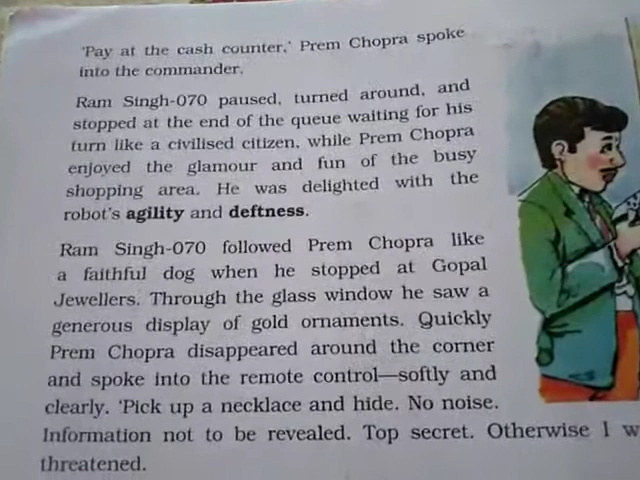 'Pay at the cash counter,' Prem Chopra spoke
into the commander.
Ram Singh-070 paused, turned around, and
stopped at the end of the queue waiting for his
turn like a civilised citizen, while Prem Chopra
enjoyed the glamour and fun of the busy
shopping area. He was delighted with the
robot's agility and deftness.
Ram Singh-070 followed Prem Chopra like
a faithful dog when he stopped at Gopal
Jewellers. Through the glass window he saw a
generous display of gold ornaments. Quickly
Prem Chopra disappeared around the corner
and spoke into the remote control—softly and
clearly. 'Pick up a necklace and hide. No noise.
Information not to be revealed. Top secret. Otherwise I
threatened.